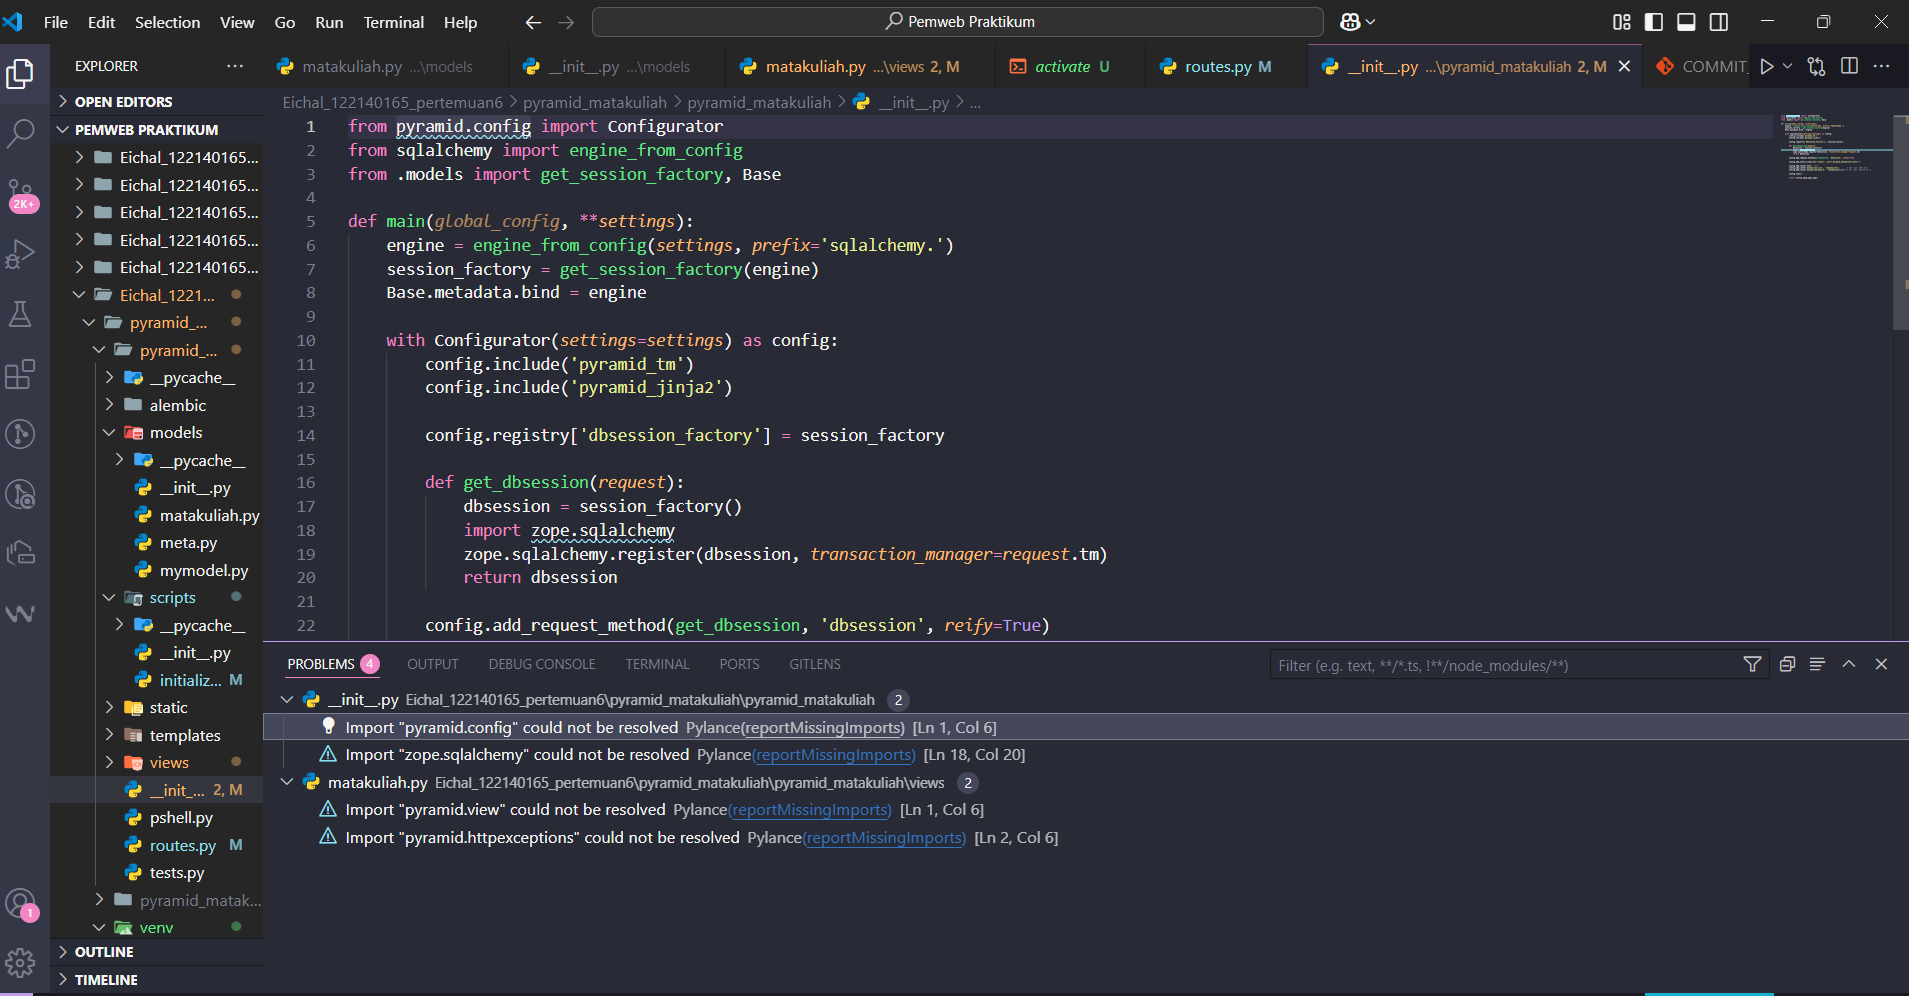 File Edit Selection View Go Run Terminal Help
Pemweb Praktikum
EXPLORER
matakuliah.py ...\models
__init__.py ...\models
matakuliah.py ...\views 2, M
activate U
routes.py M
__init__.py ...\pyramid_matakuliah 2, M
COMMIT_
OPEN EDITORS
PEMWEB PRAKTIKUM
Eichal_122140165...
Eichal_122140165...
Eichal_122140165...
Eichal_122140165...
Eichal_122140165...
Eichal_1221...
pyramid_...
pyramid_...
__pycache__
alembic
models
__pycache__
__init__.py
matakuliah.py
meta.py
mymodel.py
scripts
__pycache__
__init__.py
initializ... M
static
templates
views
__init_... 2, M
pshell.py
routes.py M
tests.py
pyramid_matak...
venv
OUTLINE
TIMELINE
2K+
1
Eichal_122140165_pertemuan6 > pyramid_matakuliah > pyramid_matakuliah > __init__.py > ...
1 from pyramid.config import Configurator
2 from sqlalchemy import engine_from_config
3 from .models import get_session_factory, Base
4
5 def main(global_config, **settings):
6 engine = engine_from_config(settings, prefix='sqlalchemy.')
7 session_factory = get_session_factory(engine)
8 Base.metadata.bind = engine
9
10 with Configurator(settings=settings) as config:
11 config.include('pyramid_tm')
12 config.include('pyramid_jinja2')
13
14 config.registry['dbsession_factory'] = session_factory
15
16 def get_dbsession(request):
17 dbsession = session_factory()
18 import zope.sqlalchemy
19 zope.sqlalchemy.register(dbsession, transaction_manager=request.tm)
20 return dbsession
21
22 config.add_request_method(get_dbsession, 'dbsession', reify=True)
PROBLEMS 4 OUTPUT DEBUG CONSOLE TERMINAL PORTS GITLENS
Filter (e.g. text, **/*.ts, !**/node_modules/**)
__init__.py Eichal_122140165_pertemuan6\pyramid_matakuliah\pyramid_matakuliah 2
Import "pyramid.config" could not be resolved Pylance(reportMissingImports) [Ln 1, Col 6]
Import "zope.sqlalchemy" could not be resolved Pylance(reportMissingImports) [Ln 18, Col 20]
matakuliah.py Eichal_122140165_pertemuan6\pyramid_matakuliah\pyramid_matakuliah\views 2
Import "pyramid.view" could not be resolved Pylance(reportMissingImports) [Ln 1, Col 6]
Import "pyramid.httpexceptions" could not be resolved Pylance(reportMissingImports) [Ln 2, Col 6]